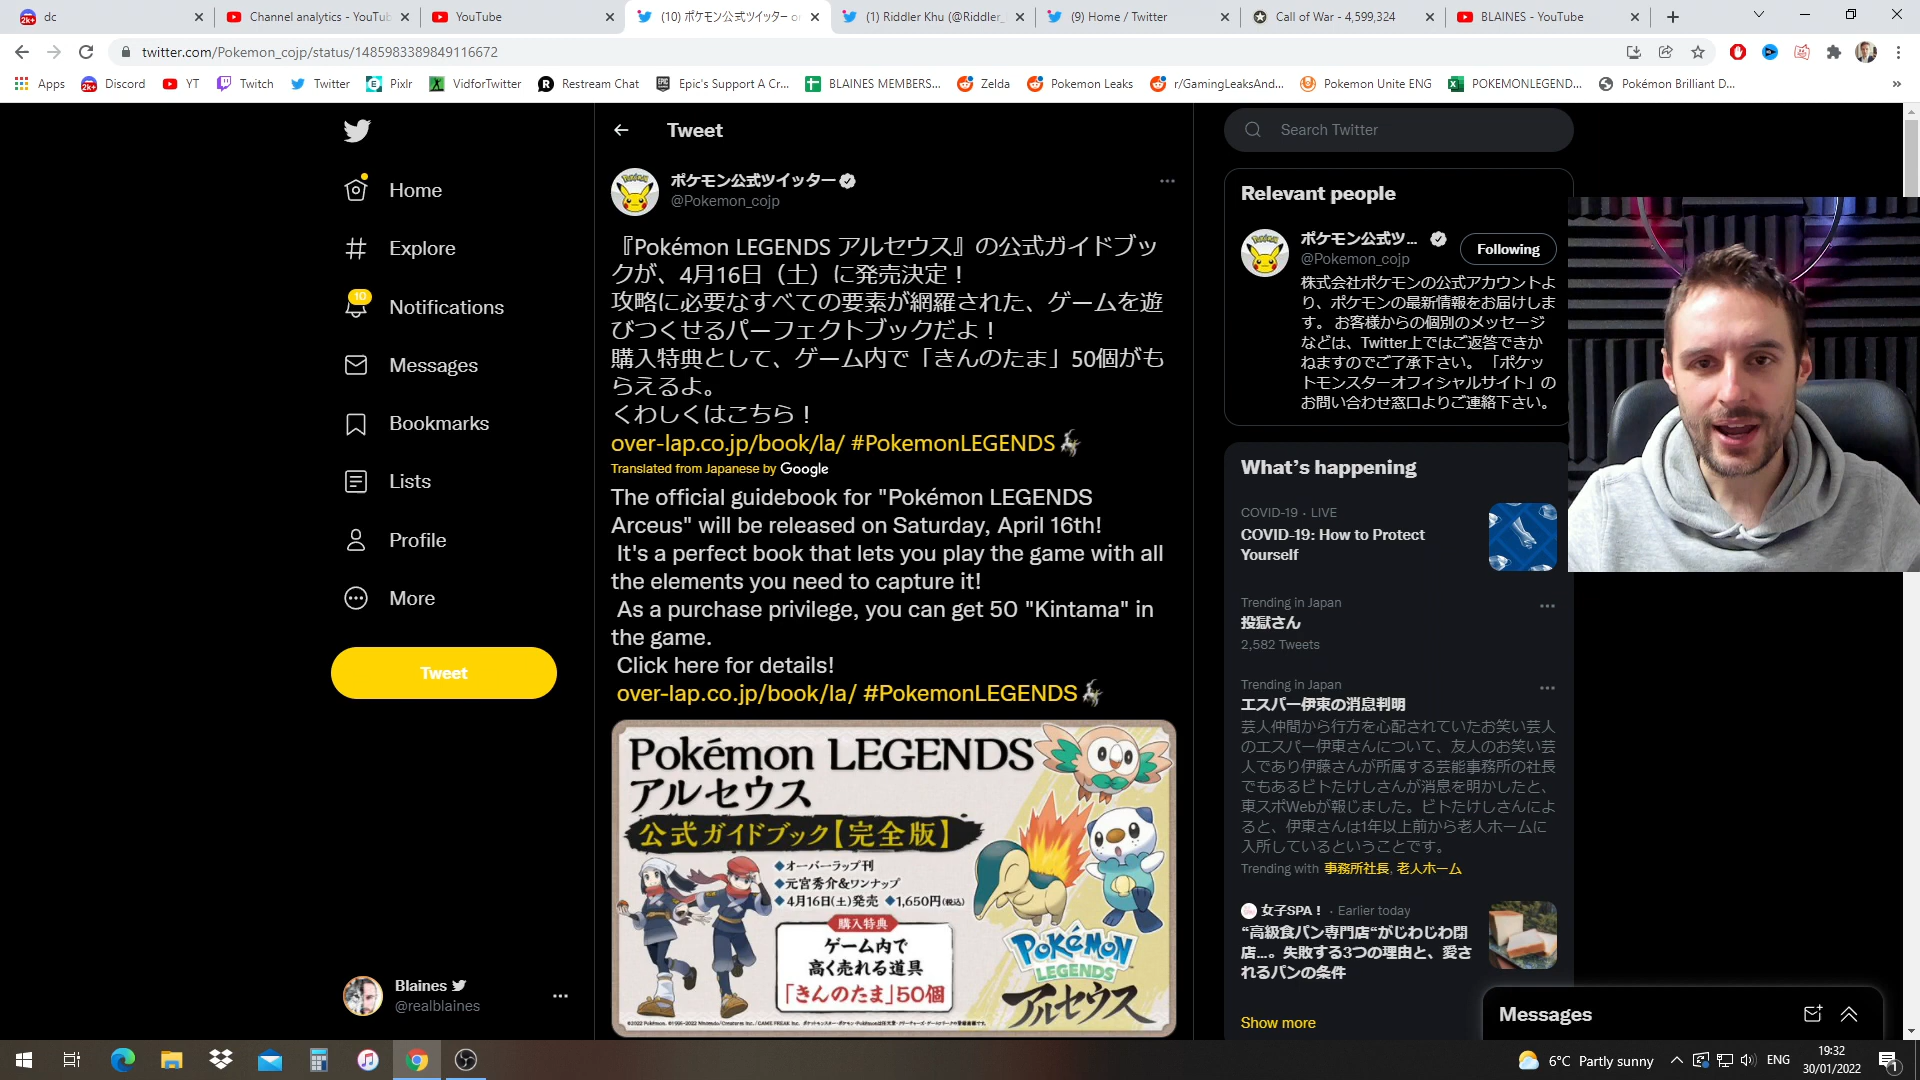 dc
Channel analytics - YouTub
YouTube
(10) ポケモン公式ツイッター on
(1) Riddler Khu (@Riddler_
(9) Home / Twitter
Call of War - 4,599,324
BLAINES - YouTube
twitter.com/Pokemon_cojp/status/1485983389849116672
Apps
Discord
YT
Twitch
Twitter
Pixlr
VidforTwitter
Restream Chat
Epic's Support A Cr...
BLAINES MEMBERS...
Zelda
Pokemon Leaks
r/GamingLeaksAnd...
Pokemon Unite ENG
POKEMONLEGEND...
Pokémon Brilliant D...
Home
Explore
10
Notifications
Messages
Bookmarks
Lists
Profile
More
Tweet
Blaines
@realblaines
Tweet
ポケモン公式ツイッター
@Pokemon_cojp
『Pokémon LEGENDS アルセウス』の公式ガイドブッ
クが、4月16日（土）に発売決定！
攻略に必要なすべての要素が網羅された、ゲームを遊
びつくせるパーフェクトブックだよ！
購入特典として、ゲーム内で「きんのたま」50個がも
らえるよ。
くわしくはこちら！
over-lap.co.jp/book/la/ #PokemonLEGENDS
Translated from Japanese by Google
The official guidebook for "Pokémon LEGENDS
Arceus" will be released on Saturday, April 16th!
It's a perfect book that lets you play the game with all
the elements you need to capture it!
As a purchase privilege, you can get 50 "Kintama" in
the game.
Click here for details!
over-lap.co.jp/book/la/ #PokemonLEGENDS
Pokémon LEGENDS
アルセウス
公式ガイドブック【完全版】
◆オーバーラップ刊
◆元宮秀介&ワンナップ
◆4月16日(土)発売 ◆1,650円(税込)
購入特典
ゲーム内で
高く売れる道具
「きんのたま」50個
POKéMON
LEGENDS
アルセウス
Search Twitter
Relevant people
ポケモン公式ツ...
@Pokemon_cojp
Following
株式会社ポケモンの公式アカウントよ
り、ポケモンの最新情報をお届けしま
す。 お客様からの個別のメッセージ
などは、Twitter上ではご返答できか
ねますのでご了承下さい。 「ポケッ
トモンスターオフィシャルサイト」の
お問い合わせ窓口よりご連絡下さい。
What's happening
COVID-19 · LIVE
COVID-19: How to Protect
Yourself
Trending in Japan
投獄さん
2,582 Tweets
Trending in Japan
エスパー伊東の消息判明
芸人仲間から行方を心配されていたお笑い芸人
のエスパー伊東さんについて、友人のお笑い芸
人であり伊藤さんが所属する芸能事務所の社長
でもあるビトたけしさんが消息を明かしたと、
東スポWebが報じました。ビトたけしさんによ
ると、伊東さんは1年以上前から老人ホームに
入所しているということです。
Trending with 事務所社長, 老人ホーム
女子SPA！ · Earlier today
“高級食パン専門店“がじわじわ閉
店...。失敗する3つの理由と、愛さ
れるパンの条件
Show more
Messages
6°C Partly sunny
ENG
19:32
30/01/2022
1